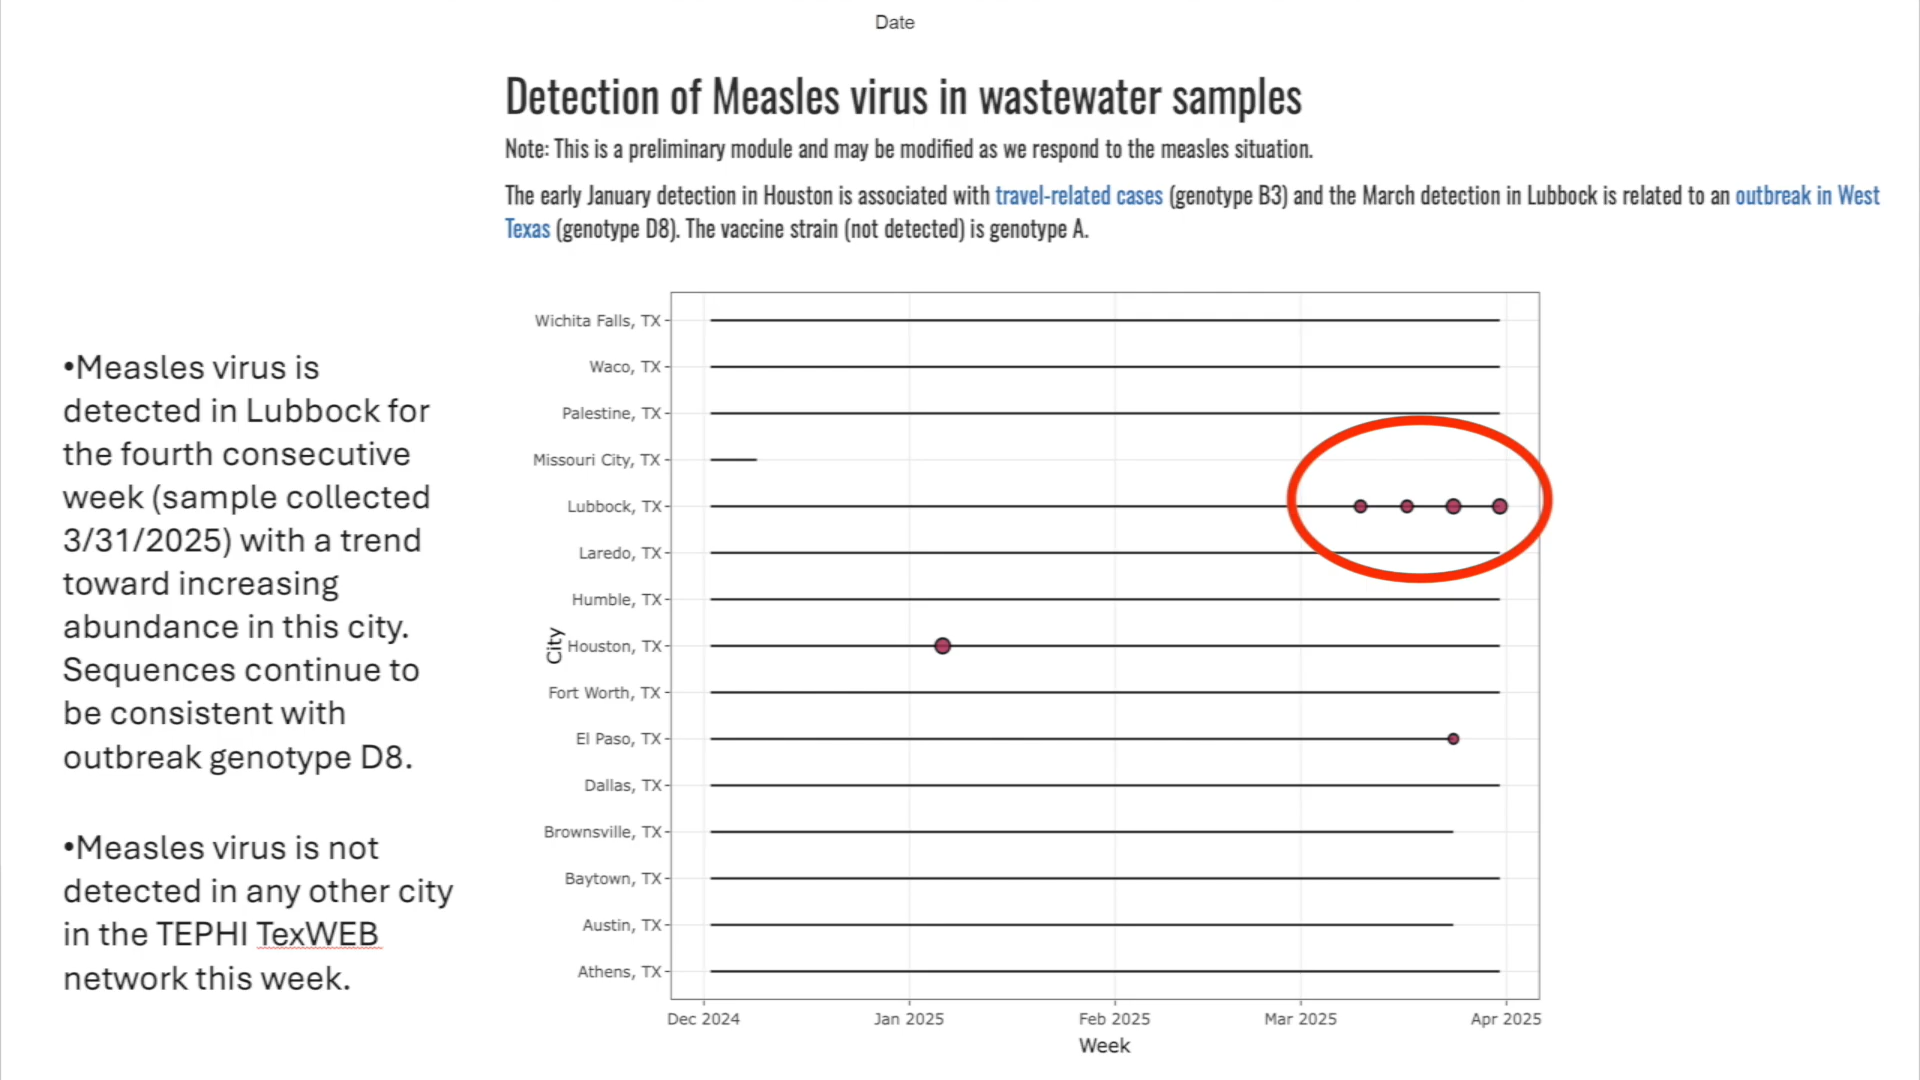 Date
Detection of Measles virus in wastewater samples
Note: This is a preliminary module and may be modified as we respond to the measles situation.
The early January detection in Houston is associated with travel-related cases (genotype B3) and the March detection in Lubbock is related to an outbreak in West
Texas (genotype D8). The vaccine strain (not detected) is genotype A.
•Measles virus is
detected in Lubbock for
the fourth consecutive
week (sample collected
3/31/2025) with a trend
toward increasing
abundance in this city.
Sequences continue to
be consistent with
outbreak genotype D8.
•Measles virus is not
detected in any other city
in the TEPHI TexWEB
network this week.
City
Wichita Falls, TX
Waco, TX
Palestine, TX
Missouri City, TX
Lubbock, TX
Laredo, TX
Humble, TX
Houston, TX
Fort Worth, TX
El Paso, TX
Dallas, TX
Brownsville, TX
Baytown, TX
Austin, TX
Athens, TX
Dec 2024 Jan 2025 Feb 2025 Mar 2025 Apr 2025
Week